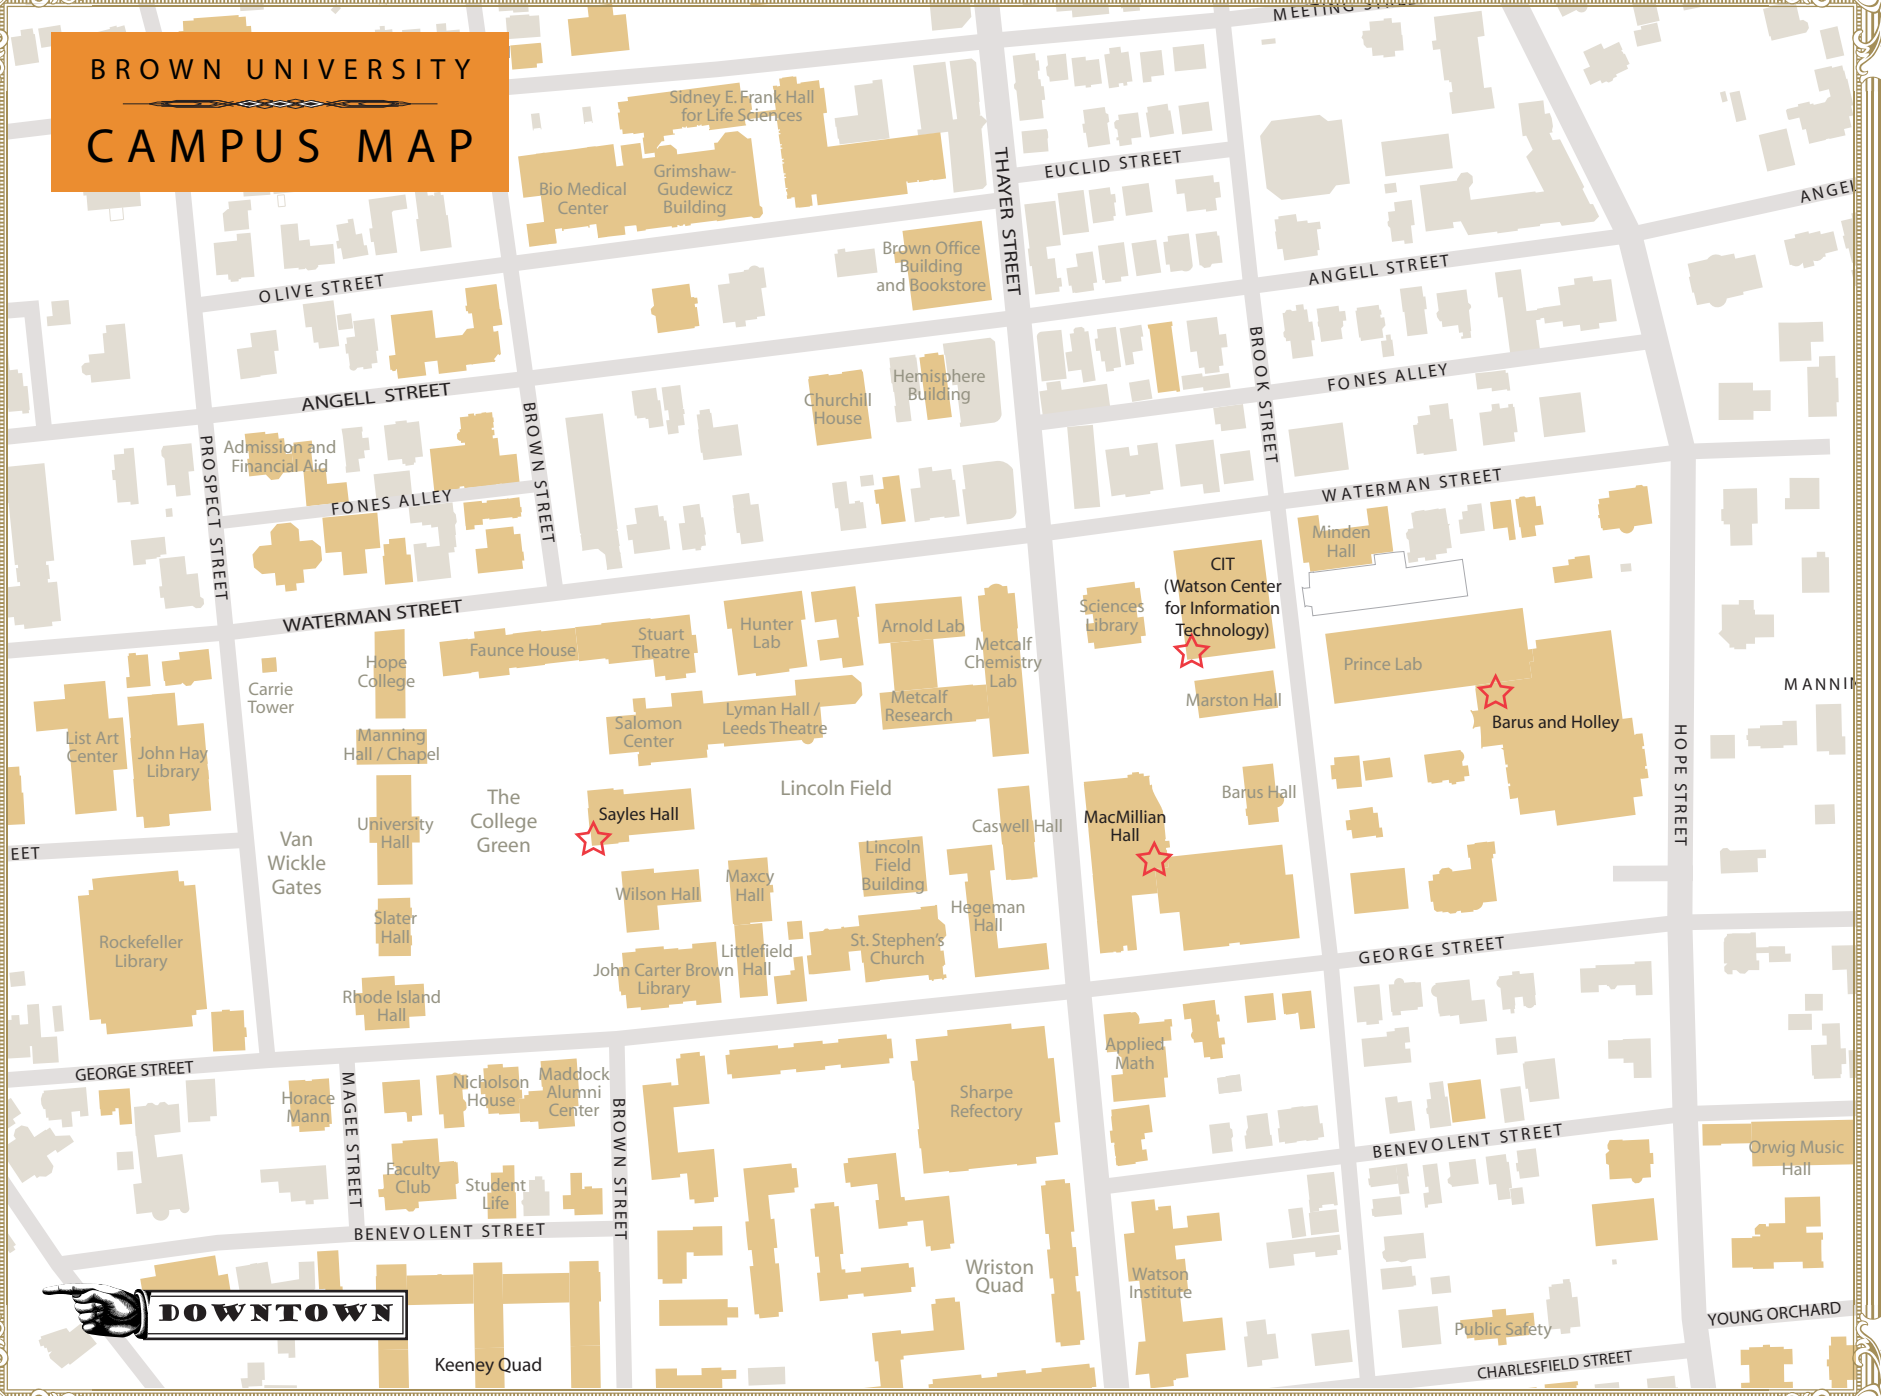 BROWN UNIVERSITY
CAMPUS MAP
MEETING
Sidney E. Frank Hall
for Life Sciences
Grimshaw-
Gudewicz
Building
Bio Medical
Center
THAYER STREET
EUCLID STREET
Brown Office
Building
and Bookstore
OLIVE STREET
ANGELL STREET
ANGEL
ANGELL STREET
BROOK STREET
FONES ALLEY
Hemisphere
Building
Churchill
House
BROWN STREET
PROSPECT STREET
Admission and
Financial Aid
FONES ALLEY
WATERMAN STREET
WATERMAN STREET
Minden
Hall
CIT
(Watson Center
for Information
Technology)
Sciences
Library
Hunter
Lab
Arnold Lab
Stuart
Theatre
Faunce House
Metcalf
Chemistry
Lab
Hope
College
Carrie
Tower
Prince Lab
MANNIN
Marston Hall
Metcalf
Research
Lyman Hall /
Leeds Theatre
Salomon
Center
Barus and Holley
Manning
Hall / Chapel
List Art
Center
John Hay
Library
HOPE STREET
Lincoln Field
Barus Hall
The
College
Green
Sayles Hall
Caswell Hall
MacMillian
Hall
University
Hall
Van
Wickle
Gates
EET
Lincoln
Field
Building
Maxcy
Hall
Wilson Hall
Hegeman
Hall
Slater
Hall
Rockefeller
Library
St. Stephen's
Church
Littlefield
Hall
John Carter Brown
Library
GEORGE STREET
Rhode Island
Hall
Applied
Math
GEORGE STREET
MAGEE STREET
Horace
Mann
Nicholson
House
Maddock
Alumni
Center
Sharpe
Refectory
BROWN STREET
BENEVOLENT STREET
Orwig Music
Hall
Faculty
Club
Student
Life
BENEVOLENT STREET
Wriston
Quad
Watson
Institute
DOWNTOWN
YOUNG ORCHARD
Public Safety
Keeney Quad
CHARLESFIELD STREET